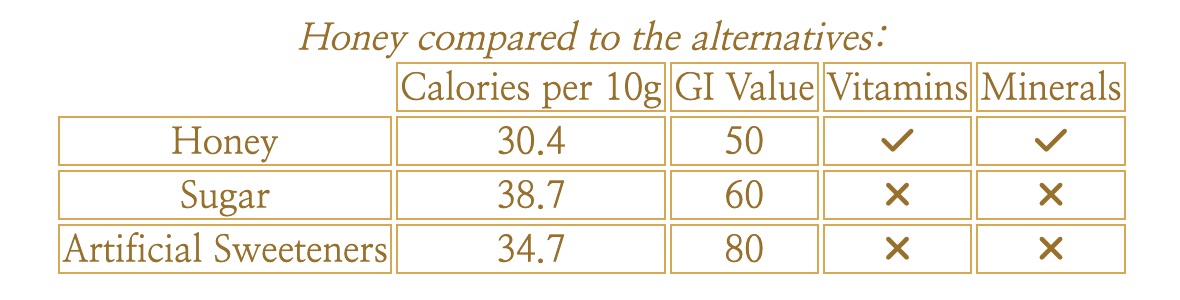 Honey compared to the alternatives:
Calories per 10g GI Value Vitamins Minerals
Honey 30.4 50 ✓ ✓
Sugar 38.7 60 ✕ ✕
Artificial Sweeteners 34.7 80 ✕ ✕